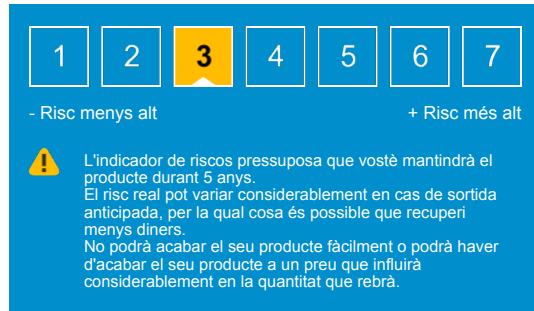 1 2 3 4 5 6 7
- Risc menys alt + Risc més alt
L'indicador de riscos pressuposa que vostè mantindrà el
producte durant 5 anys.
El risc real pot variar considerablement en cas de sortida
anticipada, per la qual cosa és possible que recuperi
menys diners.
No podrà acabar el seu producte fàcilment o podrà haver
d'acabar el seu producte a un preu que influirà
considerablement en la quantitat que rebrà.